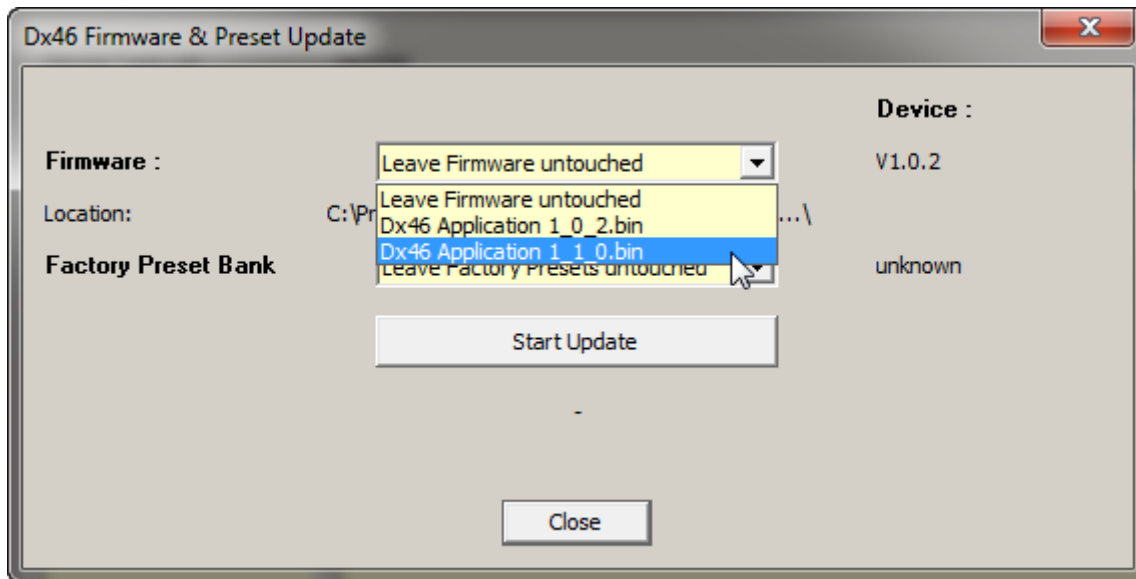 Dx46 Firmware & Preset Update
Device :
Firmware : Leave Firmware untouched V1.0.2
Leave Firmware untouched
Location: C:\Pr ...\
Dx46 Application 1_0_2.bin
Dx46 Application 1_1_0.bin
Factory Preset Bank Leave Factory Presets untouched unknown
Start Update
-
Close